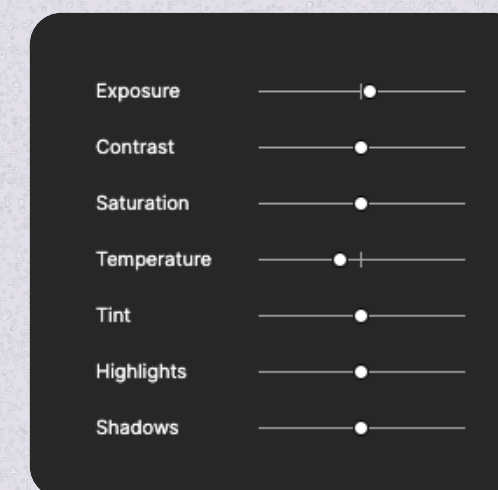 Exposure
Contrast
Saturation
Temperature
Tint
Highlights
Shadows